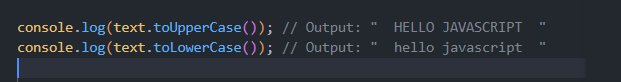 console.log(text.toUpperCase()); // Output: "  HELLO JAVASCRIPT  "
console.log(text.toLowerCase()); // Output: "  hello javascript  "